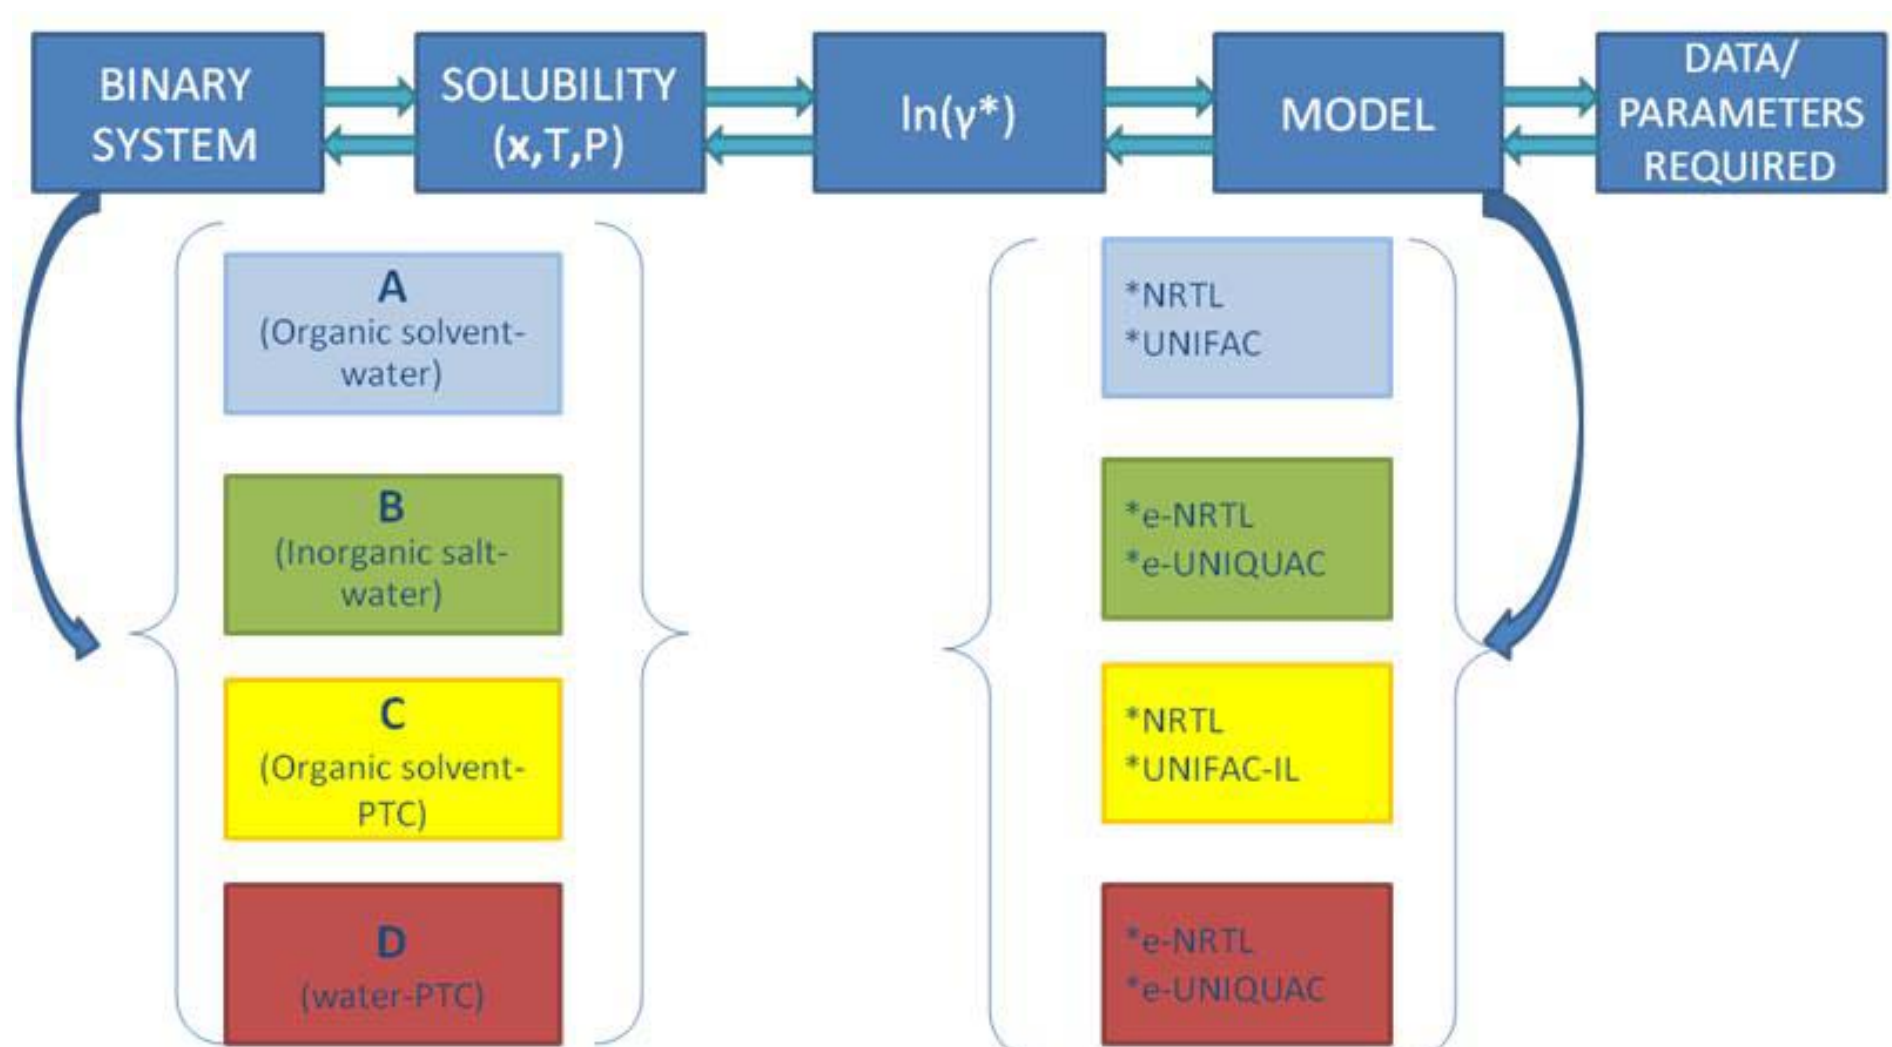 BINARY
SYSTEM
SOLUBILITY
(x,T,P)
ln(γ*)
MODEL
DATA/
PARAMETERS
REQUIRED
A
(Organic solvent-
water)
B
(Inorganic salt-
water)
C
(Organic solvent-
PTC)
D
(water-PTC)
*NRTL
*UNIFAC
*e-NRTL
*e-UNIQUAC
*NRTL
*UNIFAC-IL
*e-NRTL
*e-UNIQUAC